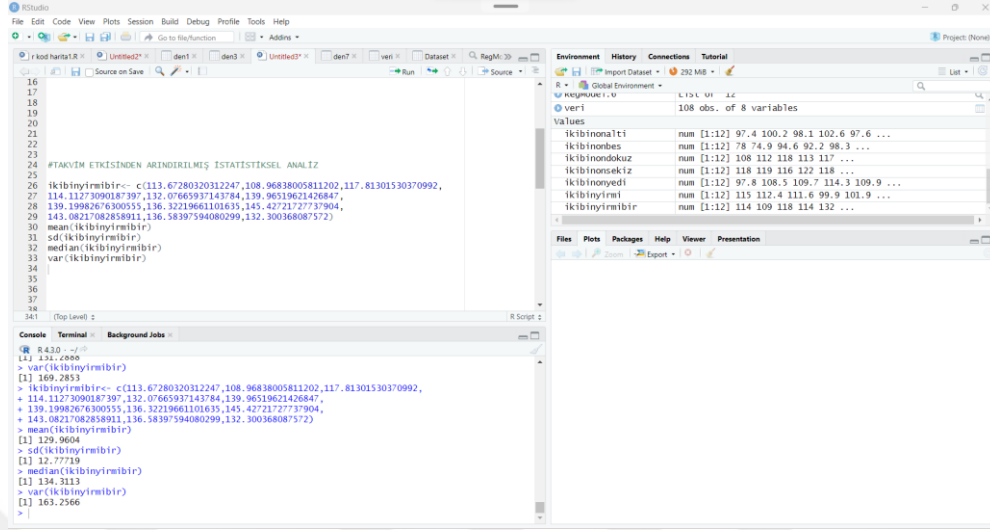 RStudio
File Edit Code View Plots Session Build Debug Profile Tools Help
Go to file/function
Addins
Project: (None)
r kod harita1.R
Untitled2*
den1
den3
Untitled3*
den7
veri
Dataset
Source on Save
Run
Source
16
17
18
19
20
21
22
23
24 #TAKVİM ETKİSİNDEN ARINDIRILMIŞ İSTATİSTİKSEL ANALİZ
25
26 ikibinyirmibir<- c(113.67280320312247,108.96838005811202,117.81301530370992,
27 114.11273090187397,132.07665937143784,139.96519621426847,
28 139.19982676300555,136.32219661101635,145.42721727737904,
29 143.08217082858911,136.58397594080299,132.300368087572)
30 mean(ikibinyirmibir)
31 sd(ikibinyirmibir)
32 median(ikibinyirmibir)
33 var(ikibinyirmibir)
34
35
36
37
38
34:1 (Top Level)
R Script
Console Terminal Background Jobs
R 4.3.0 · ~/
[1] 131.2888
> var(ikibinyirmibir)
[1] 169.2853
> ikibinyirmibir<- c(113.67280320312247,108.96838005811202,117.81301530370992,
+ 114.11273090187397,132.07665937143784,139.96519621426847,
+ 139.19982676300555,136.32219661101635,145.42721727737904,
+ 143.08217082858911,136.58397594080299,132.300368087572)
> mean(ikibinyirmibir)
[1] 129.9604
> sd(ikibinyirmibir)
[1] 12.77719
> median(ikibinyirmibir)
[1] 134.3113
> var(ikibinyirmibir)
[1] 163.2566
>
Environment History Connections Tutorial
Import Dataset
292 MiB
List
R
Global Environment
RegModel.6 List of 12
veri 108 obs. of 8 variables
Values
ikibinonalti num [1:12] 97.4 100.2 98.1 102.6 97.6 ...
ikibinonbes num [1:12] 78 74.9 94.6 92.2 98.3 ...
ikibinondokuz num [1:12] 108 112 118 113 117 ...
ikibinonsekiz num [1:12] 118 119 116 122 118 ...
ikibinonyedi num [1:12] 97.8 108.5 109.7 114.3 109.9 ...
ikibinyirmi num [1:12] 115 112.4 111.6 99.9 101.9 ...
ikibinyirmibir num [1:12] 114 109 118 114 132 ...
Files Plots Packages Help Viewer Presentation
Zoom
Export